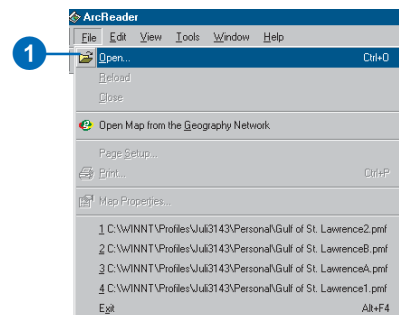 ArcReader
File Edit View Tools Window Help
1
Open... Ctrl+O
Reload
Close
Open Map from the Geography Network
Page Setup...
Print... Ctrl+P
Map Properties...
1 C:\WINNT\Profiles\Juli3143\Personal\Gulf of St. Lawrence2.pmf
2 C:\WINNT\Profiles\Juli3143\Personal\Gulf of St. LawrenceB.pmf
3 C:\WINNT\Profiles\Juli3143\Personal\Gulf of St. LawrenceA.pmf
4 C:\WINNT\Profiles\Juli3143\Personal\Gulf of St. Lawrence1.pmf
Exit Alt+F4